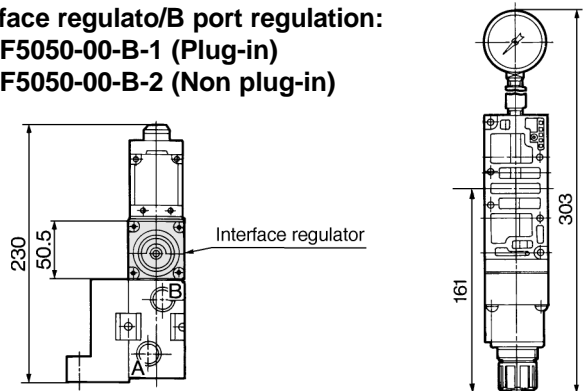 rface regulato/B port regulation:
F5050-00-B-1 (Plug-in)
F5050-00-B-2 (Non plug-in)
230
50.5
Interface regulator
B
A
303
161